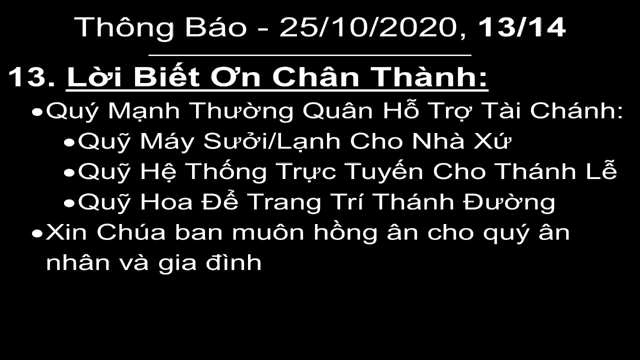 Thông Báo - 25/10/2020, 13/14
13. Lời Biết Ơn Chân Thành:
●Quý Mạnh Thường Quân Hỗ Trợ Tài Chánh:
●Quỹ Máy Sưởi/Lạnh Cho Nhà Xứ
●Quỹ Hệ Thống Trực Tuyến Cho Thánh Lễ
●Quỹ Hoa Để Trang Trí Thánh Đường
●Xin Chúa ban muôn hồng ân cho quý ân
nhân và gia đình